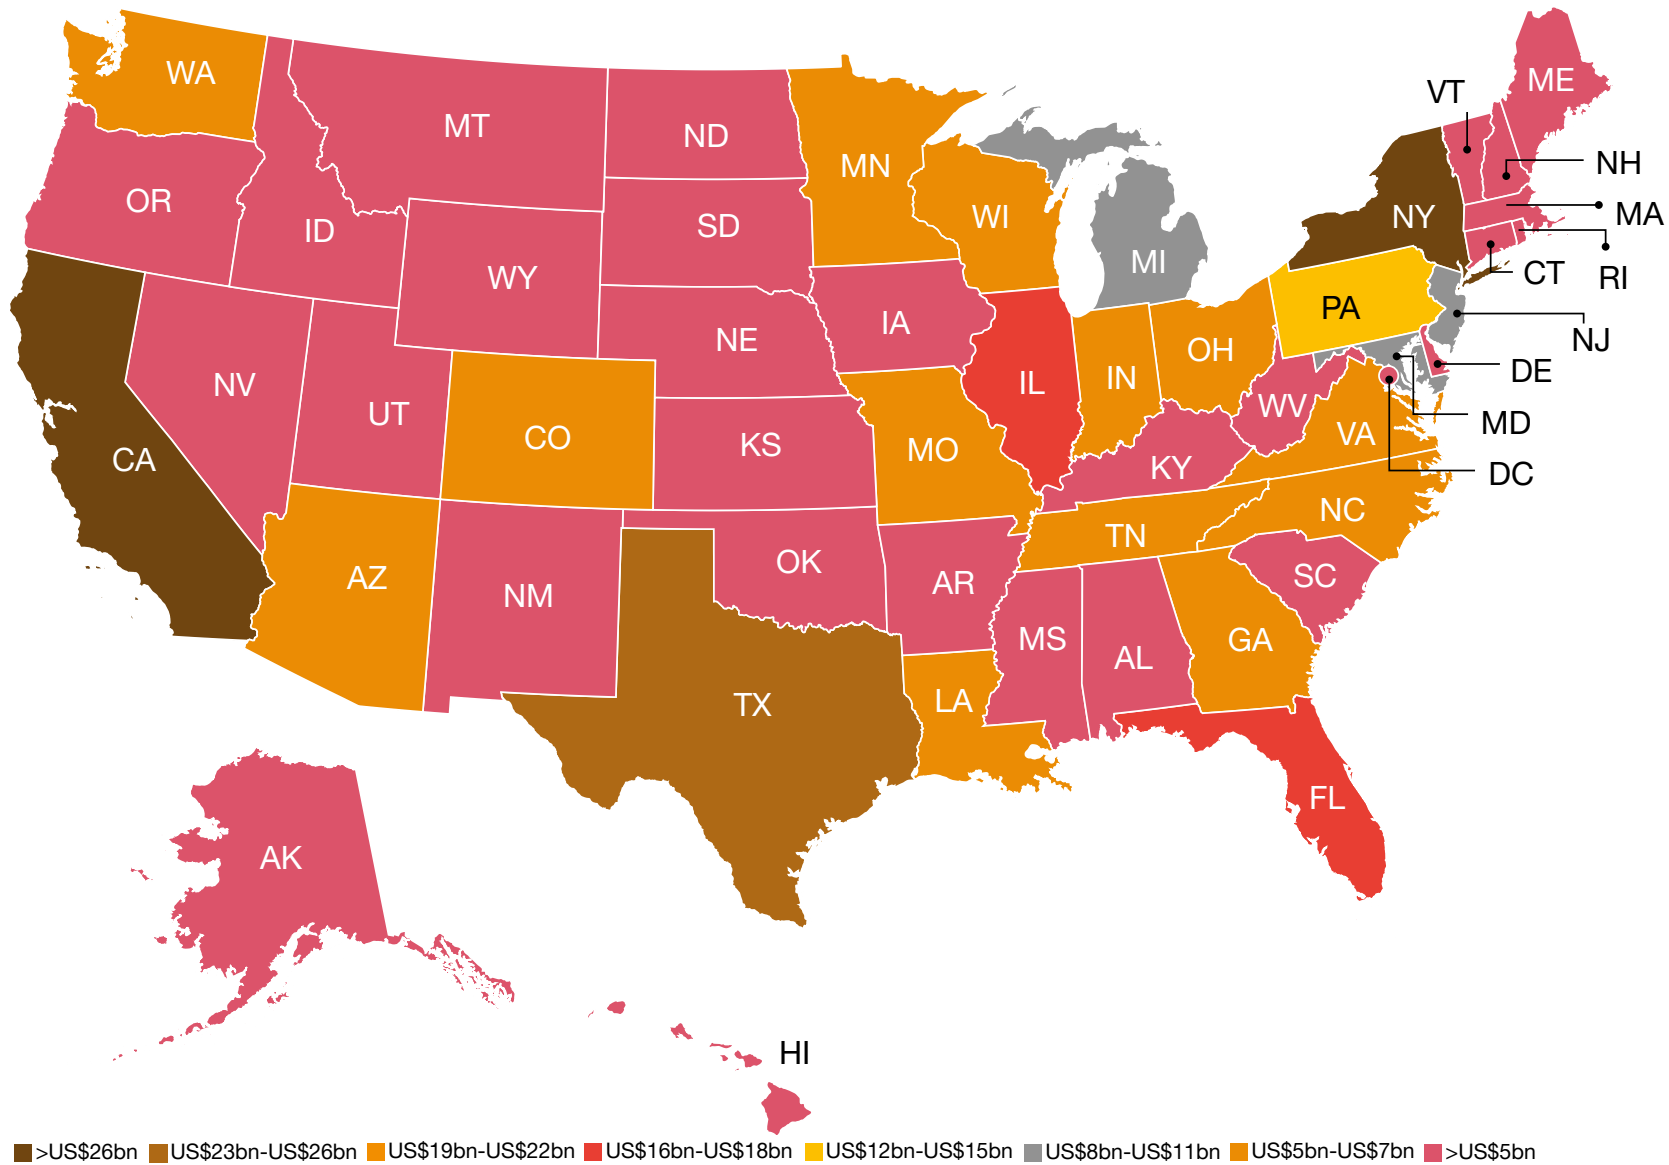 WA
MT
ND
MN
ME
VT
NH
OR
ID
SD
WI
NY
MA
WY
MI
CT
RI
IA
PA
NE
NJ
OH
DE
NV
IL
IN
UT
WV
MD
CO
VA
CA
KS
MO
KY
DC
NC
TN
AZ
OK
AR
SC
NM
MS
GA
AL
TX
LA
FL
AK
HI
>US$26bn US$23bn-US$26bn US$19bn-US$22bn US$16bn-US$18bn US$12bn-US$15bn US$8bn-US$11bn US$5bn-US$7bn >US$5bn